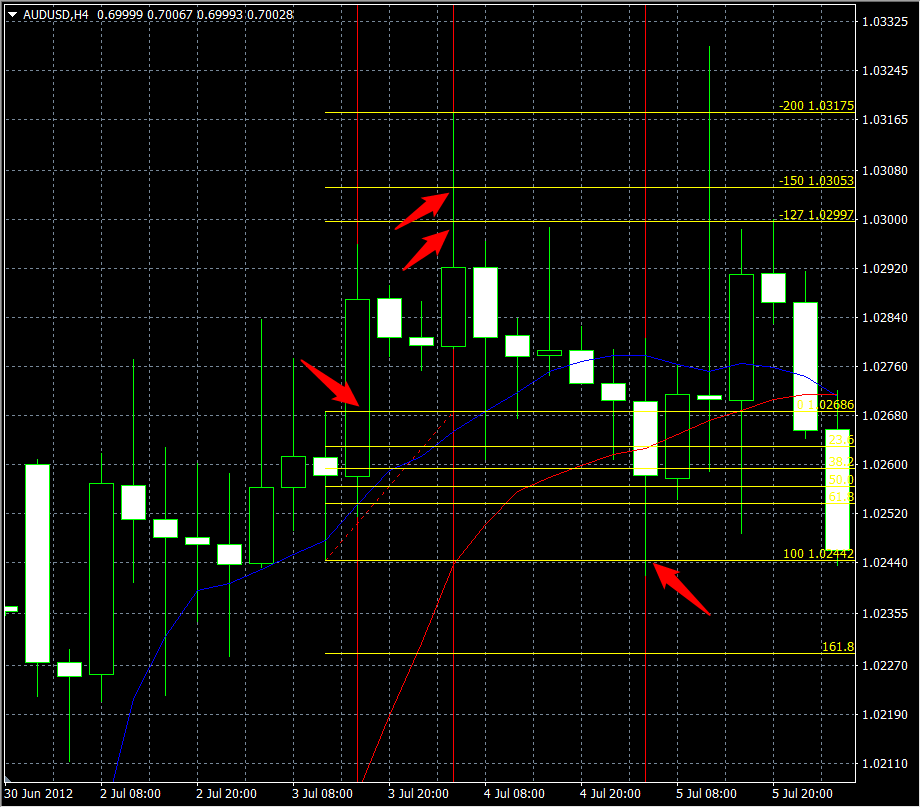 AUDUSD,H4 0.69999 0.70067 0.69993 0.70028
1.03325
1.03245
-200 1.03175
1.03165
1.03080
-150 1.03053
-127 1.02997
1.03000
1.02920
1.02840
1.02760
0 1.02686
1.02680
23.6
38.2
1.02600
50.0
61.8
1.02520
100 1.02442
1.02440
1.02355
161.8
1.02270
1.02190
1.02110
30 Jun 2012
2 Jul 08:00
2 Jul 20:00
3 Jul 08:00
3 Jul 20:00
4 Jul 08:00
4 Jul 20:00
5 Jul 08:00
5 Jul 20:00